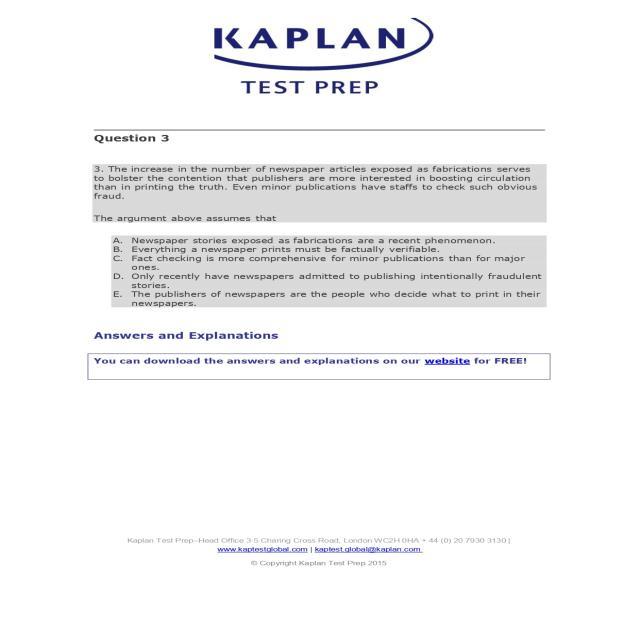 KAPLAN
TEST PREP
Question 3
3. The increase in the number of newspaper articles exposed as fabrications serves
to bolster the contention that publishers are more interested in boosting circulation
than in printing the truth. Even minor publications have staffs to check such obvious
fraud.
The argument above assumes that
A. Newspaper stories exposed as fabrications are a recent phenomenon.
B. Everything a newspaper prints must be factually verifiable.
C. Fact checking is more comprehensive for minor publications than for major
ones.
D. Only recently have newspapers admitted to publishing intentionally fraudulent
stories.
E. The publishers of newspapers are the people who decide what to print in their
newspapers.
Answers and Explanations
You can download the answers and explanations on our website for FREE!
Kaplan Test Prep–Head Office 3-5 Charing Cross Road, London WC2H 0HA • 44 (0) 20 7930 3130 |
www.kaptestglobal.com | kaptest.global@kaplan.com
© Copyright Kaplan Test Prep 2015